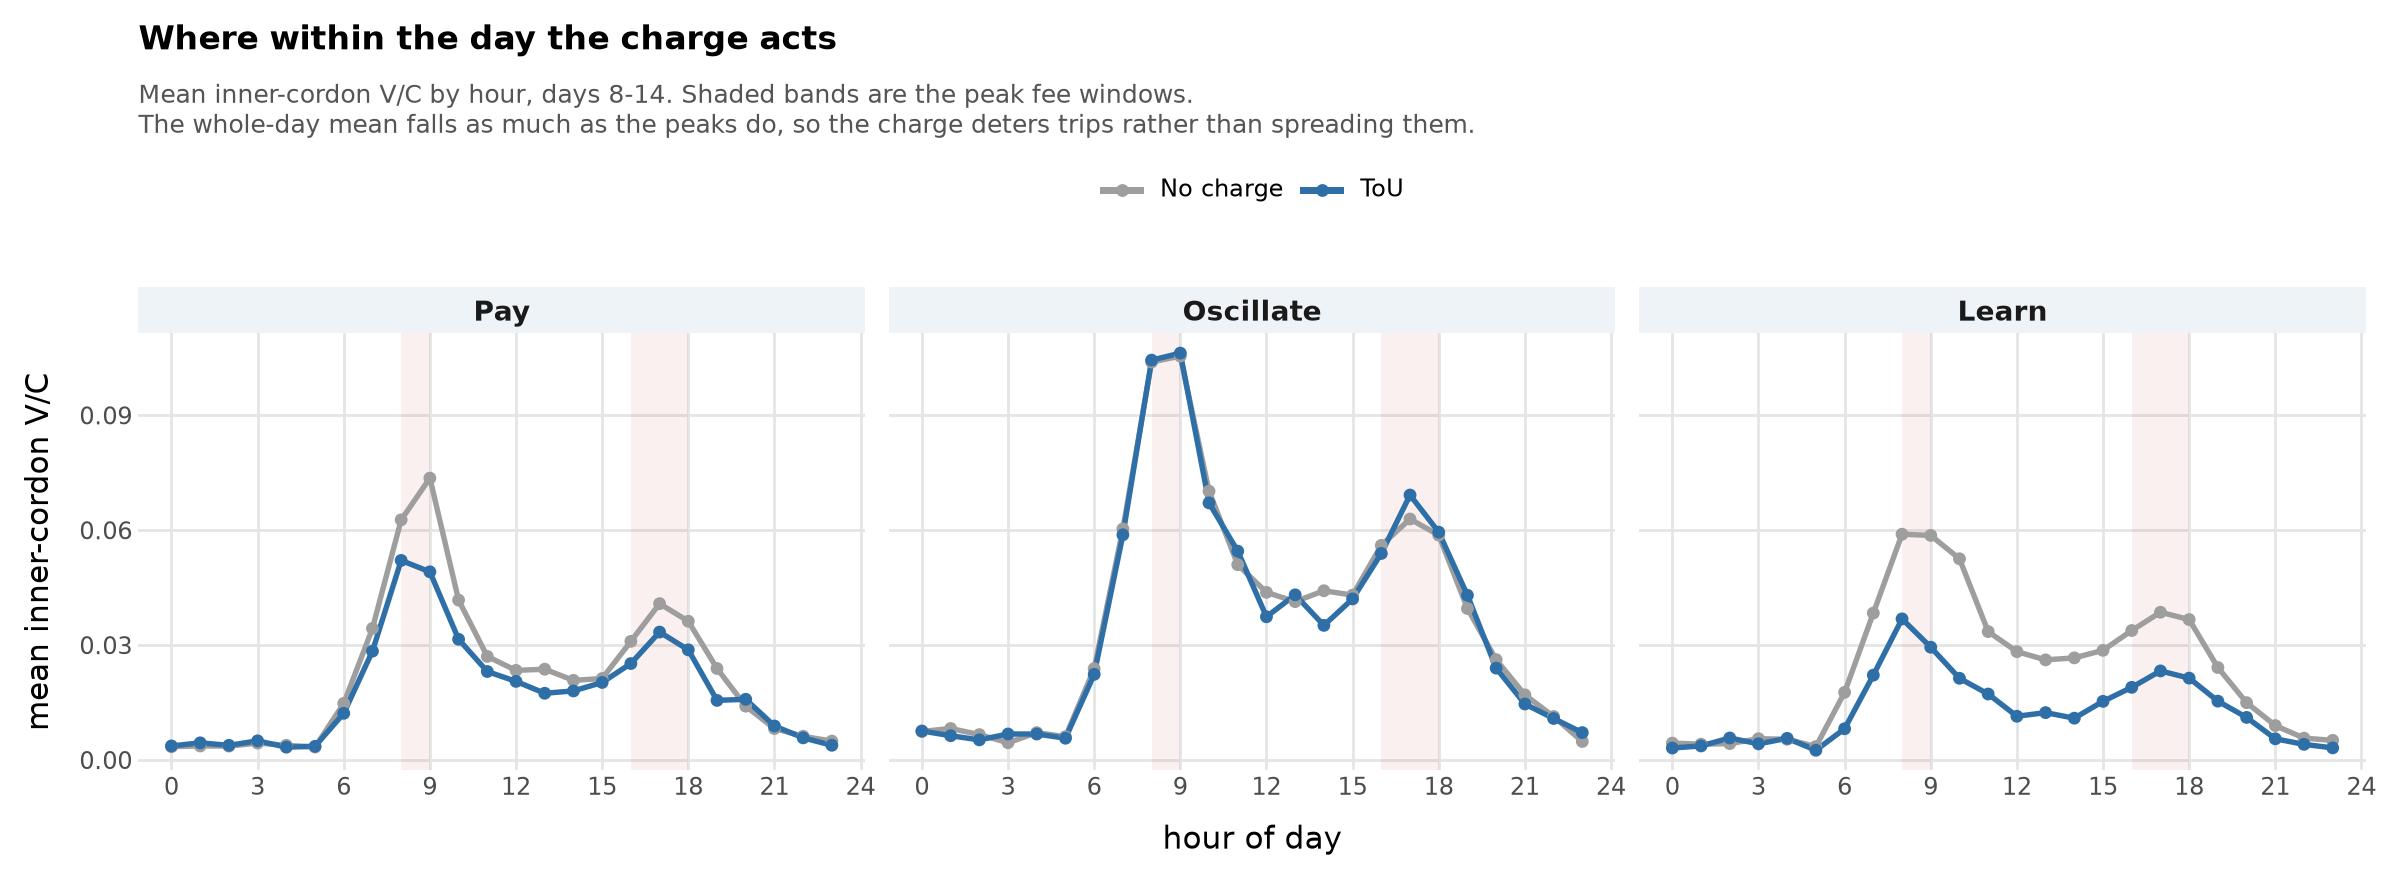 Where within the day the charge acts
Mean inner-cordon V/C by hour, days 8-14. Shaded bands are the peak fee windows.
The whole-day mean falls as much as the peaks do, so the charge deters trips rather than spreading them.
No charge ToU
Pay Oscillate Learn
mean inner-cordon V/C
0.09
0.06
0.03
0.00
0 3 6 9 12 15 18 21 24 0 3 6 9 12 15 18 21 24 0 3 6 9 12 15 18 21 24
hour of day